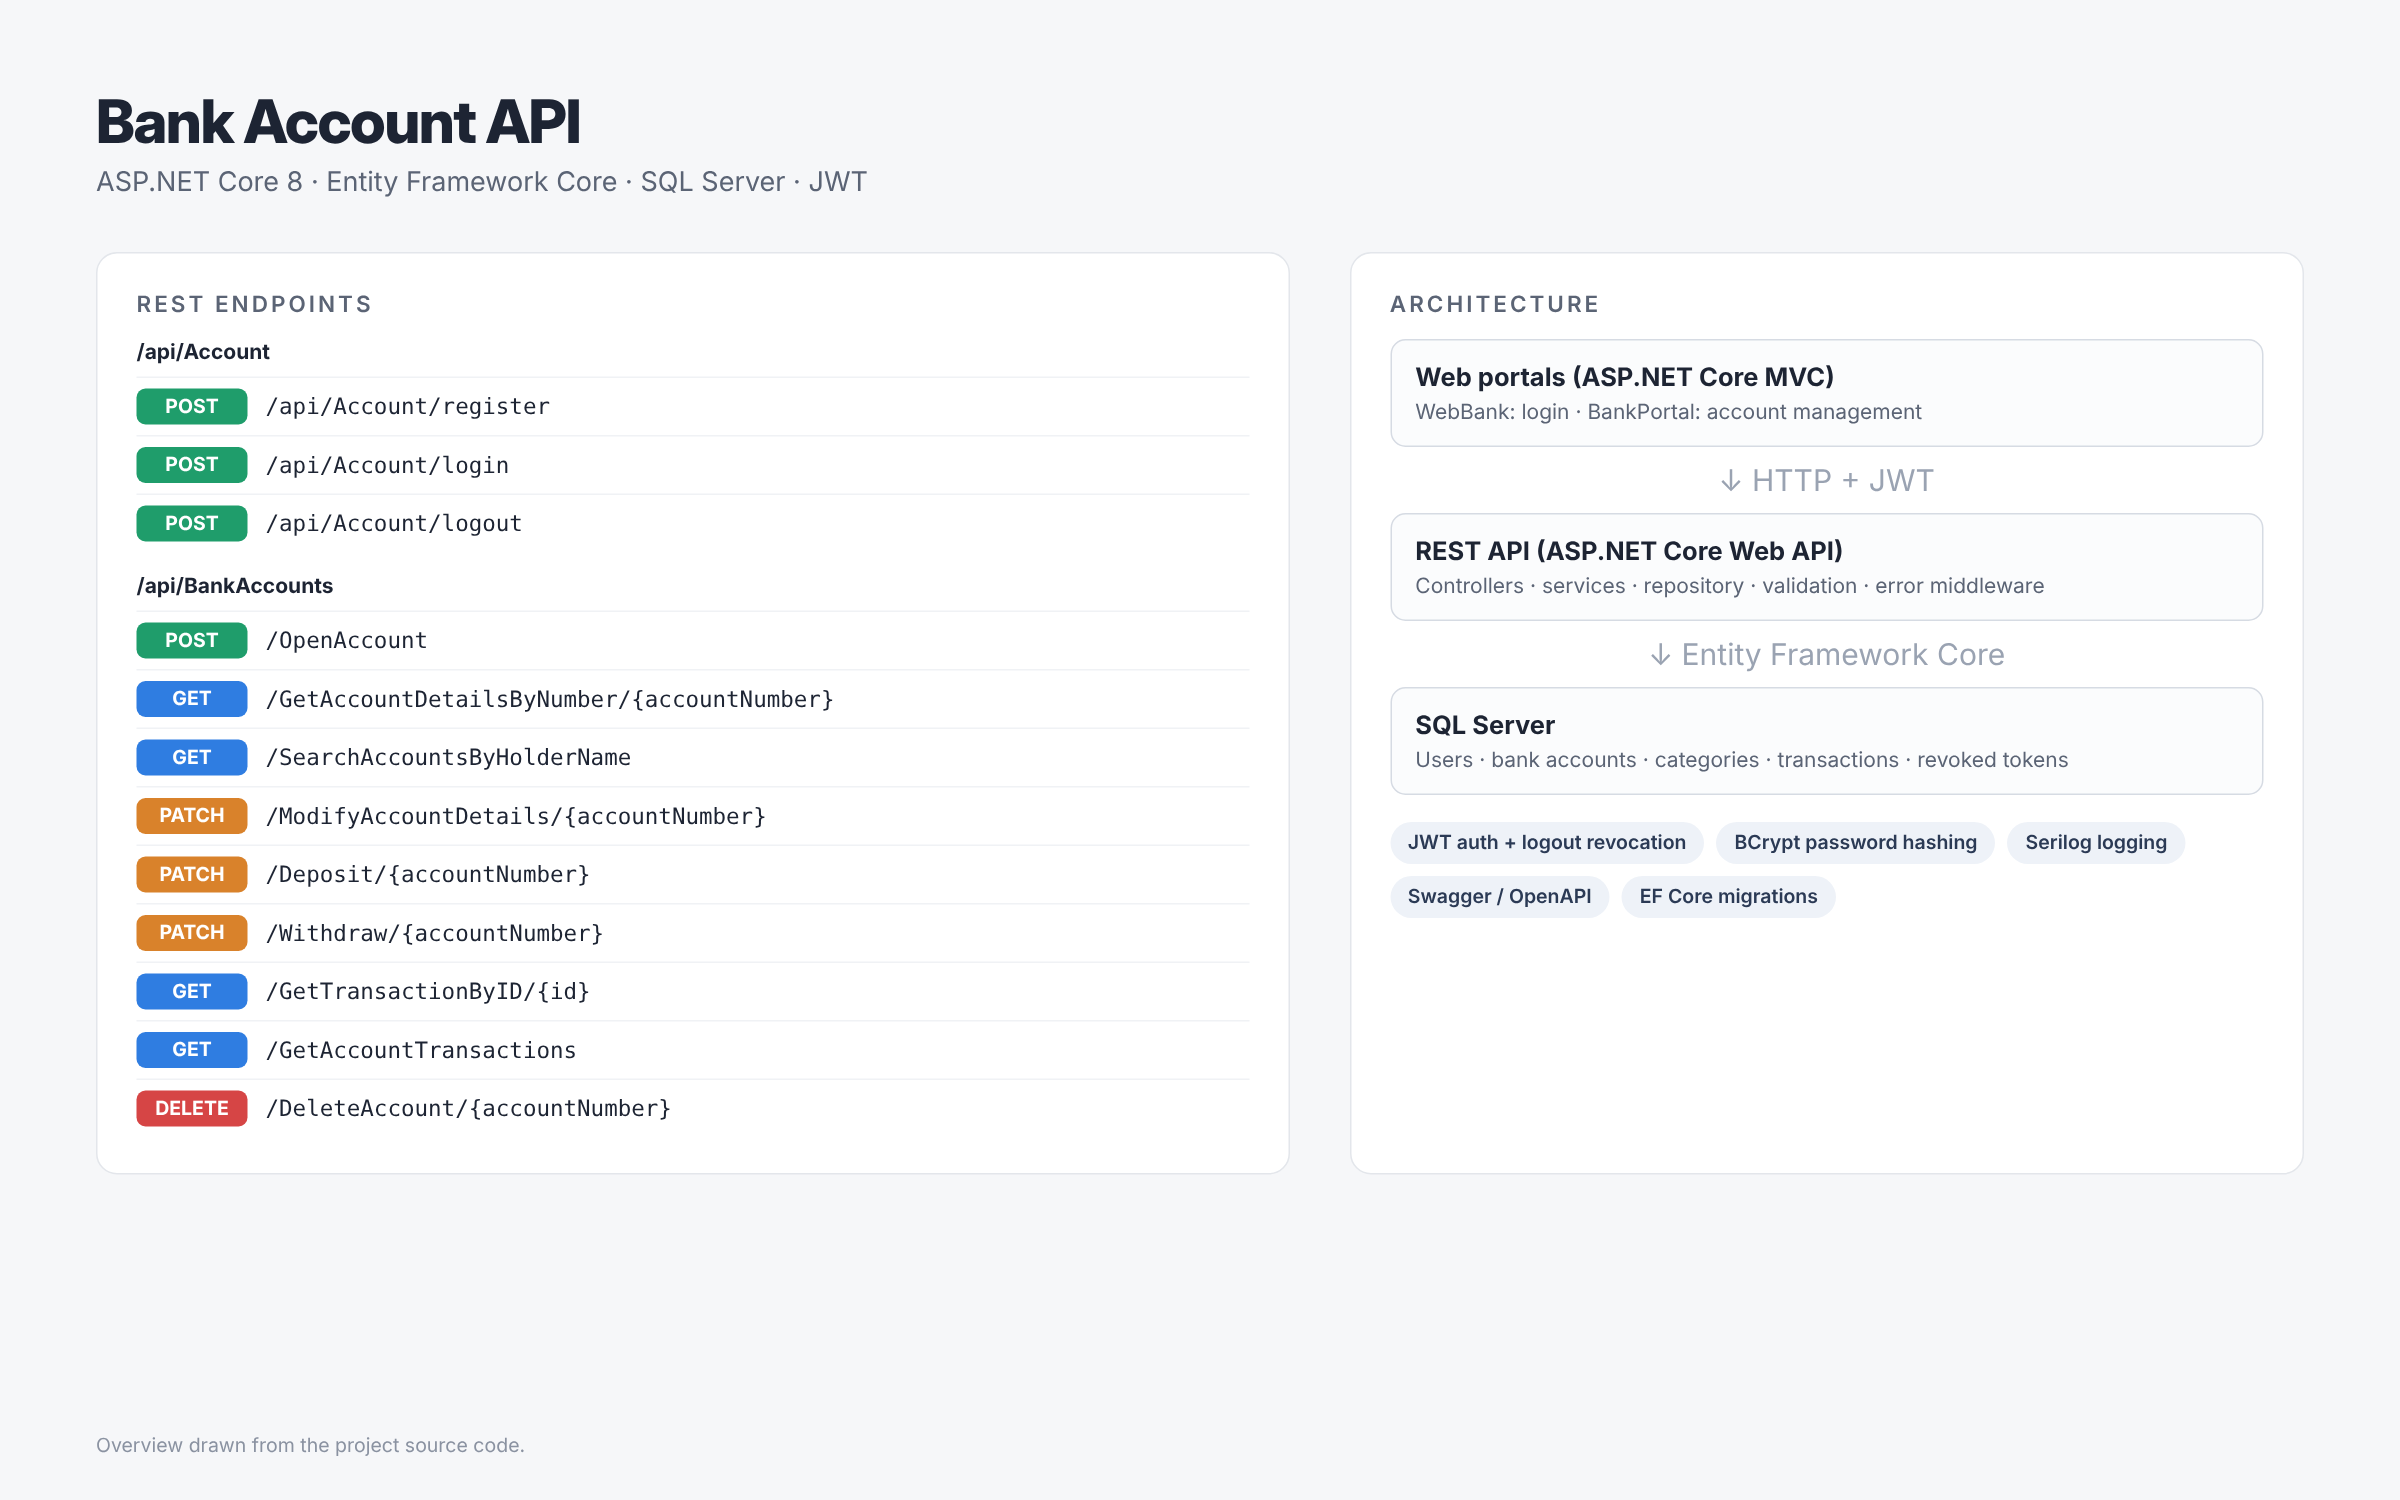 Bank Account API
ASP.NET Core 8 · Entity Framework Core · SQL Server · JWT
REST ENDPOINTS
/api/Account
POST /api/Account/register
POST /api/Account/login
POST /api/Account/logout
/api/BankAccounts
POST /OpenAccount
GET /GetAccountDetailsByNumber/{accountNumber}
GET /SearchAccountsByHolderName
PATCH /ModifyAccountDetails/{accountNumber}
PATCH /Deposit/{accountNumber}
PATCH /Withdraw/{accountNumber}
GET /GetTransactionByID/{id}
GET /GetAccountTransactions
DELETE /DeleteAccount/{accountNumber}
ARCHITECTURE
Web portals (ASP.NET Core MVC)
WebBank: login · BankPortal: account management
↓ HTTP + JWT
REST API (ASP.NET Core Web API)
Controllers · services · repository · validation · error middleware
↓ Entity Framework Core
SQL Server
Users · bank accounts · categories · transactions · revoked tokens
JWT auth + logout revocation BCrypt password hashing Serilog logging
Swagger / OpenAPI EF Core migrations
Overview drawn from the project source code.